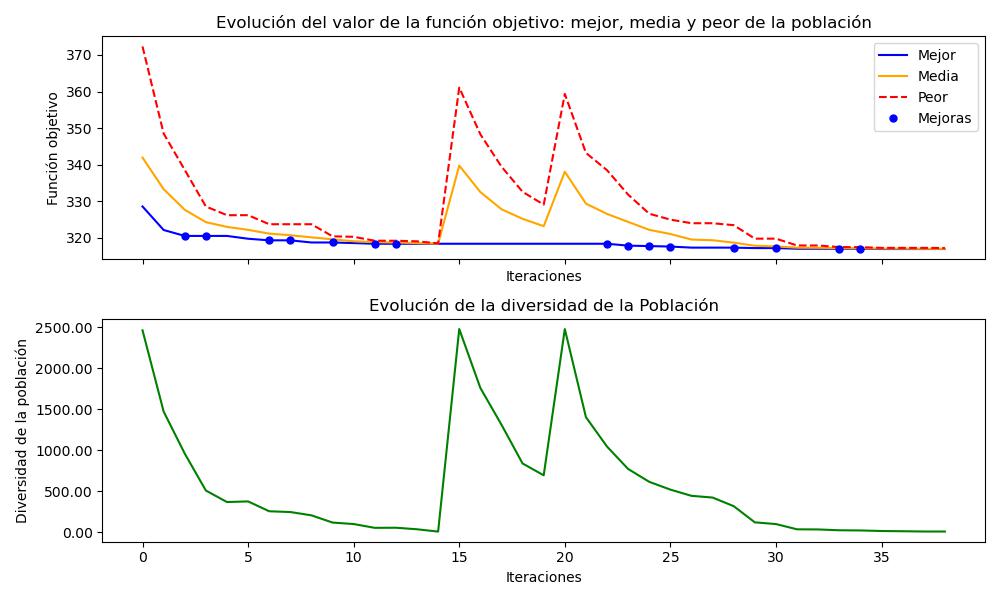 Evolución del valor de la función objetivo: mejor, media y peor de la población
Función objetivo
370
360
350
340
330
320
Mejor
Media
Peor
Mejoras
Iteraciones
Evolución de la diversidad de la Población
Diversidad de la población
2500.00
2000.00
1500.00
1000.00
500.00
0.00
0 5 10 15 20 25 30 35
Iteraciones